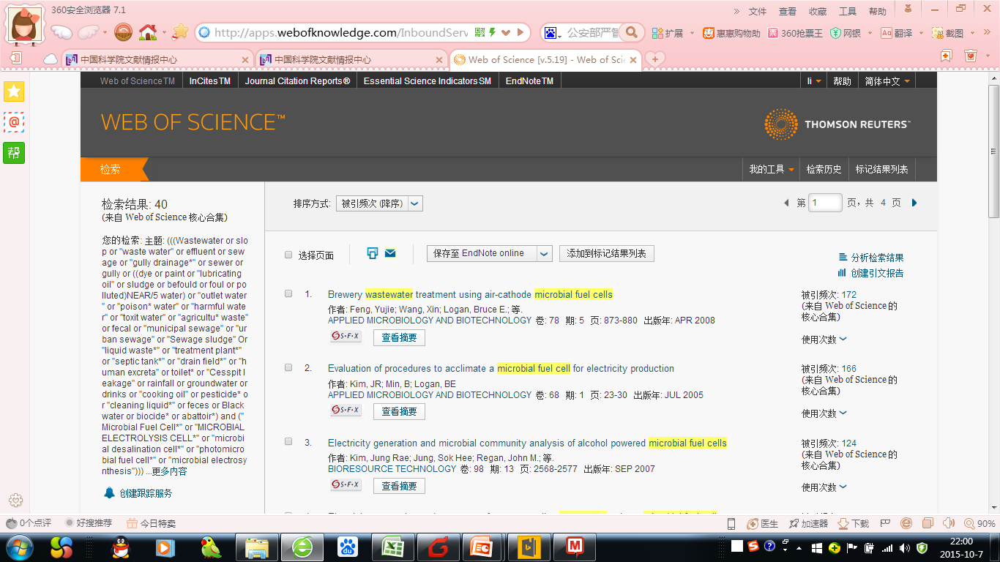 360安全浏览器 7.1
文件 查看 收藏 工具 帮助
http://apps.webofknowledge.com/InboundServ
公安部严管
扩展 惠惠购物助 360抢票王 网银 翻译 截图
中国科学院文献情报中心
中国科学院文献情报中心
Web of Science [v.5.19] - Web of Scie
Web of Science™ InCites™ Journal Citation Reports® Essential Science Indicators℠ EndNote™
li 帮助 简体中文
WEB OF SCIENCE™
THOMSON REUTERS™
检索
我的工具 检索历史 标记结果列表
检索结果: 40
(来自 Web of Science 核心合集)
您的检索: 主题: (((Wastewater or slo
p or "waste water" or effluent or sew
age or "gully drainage*" or sewer or
gully or ((dye or paint or "lubricating
oil" or sludge or befould or foul or po
lluted)NEAR/5 water) or "outlet water
" or "poison* water" or "harmful wate
r" or "toxit water" or "agricultu* waste"
or fecal or "municipal sewage" or "ur
ban sewage" or "Sewage sludge" Or
"liquid waste*" or "treatment plant*"
or "septic tank*" or "drain field*" or "h
uman excreta" or toilet* or "Cesspit l
eakage" or rainfall or groundwater or
drinks or "cooking oil" or pesticide* or
"cleaning liquid*" or feces or Black
water or biocide* or abattoir*) and ("
Microbial Fuel Cell*" or "MICROBIAL
ELECTROLYSIS CELL*" or "microbi
al desalination cell*" or "photomicro
bial fuel cell*" or "microbial electrosy
nthesis"))) ...更多内容
创建跟踪服务
排序方式: 被引频次 (降序)
第 1 页，共 4 页
选择页面 保存至 EndNote online 添加到标记结果列表
分析检索结果
创建引文报告
1. Brewery wastewater treatment using air-cathode microbial fuel cells
作者: Feng, Yujie; Wang, Xin; Logan, Bruce E.; 等.
APPLIED MICROBIOLOGY AND BIOTECHNOLOGY 卷: 78 期: 5 页: 873-880 出版年: APR 2008
S·F·X 查看摘要
被引频次: 172
(来自 Web of Science 的
核心合集)
使用次数
2. Evaluation of procedures to acclimate a microbial fuel cell for electricity production
作者: Kim, JR; Min, B; Logan, BE
APPLIED MICROBIOLOGY AND BIOTECHNOLOGY 卷: 68 期: 1 页: 23-30 出版年: JUL 2005
S·F·X 查看摘要
被引频次: 166
(来自 Web of Science 的
核心合集)
使用次数
3. Electricity generation and microbial community analysis of alcohol powered microbial fuel cells
作者: Kim, Jung Rae; Jung, Sok Hee; Regan, John M.; 等.
BIORESOURCE TECHNOLOGY 卷: 98 期: 13 页: 2568-2577 出版年: SEP 2007
S·F·X 查看摘要
被引频次: 124
(来自 Web of Science 的
核心合集)
使用次数
0个点评 好搜推荐 今日特卖
医生 加速器 下载 90%
22:00
2015-10-7